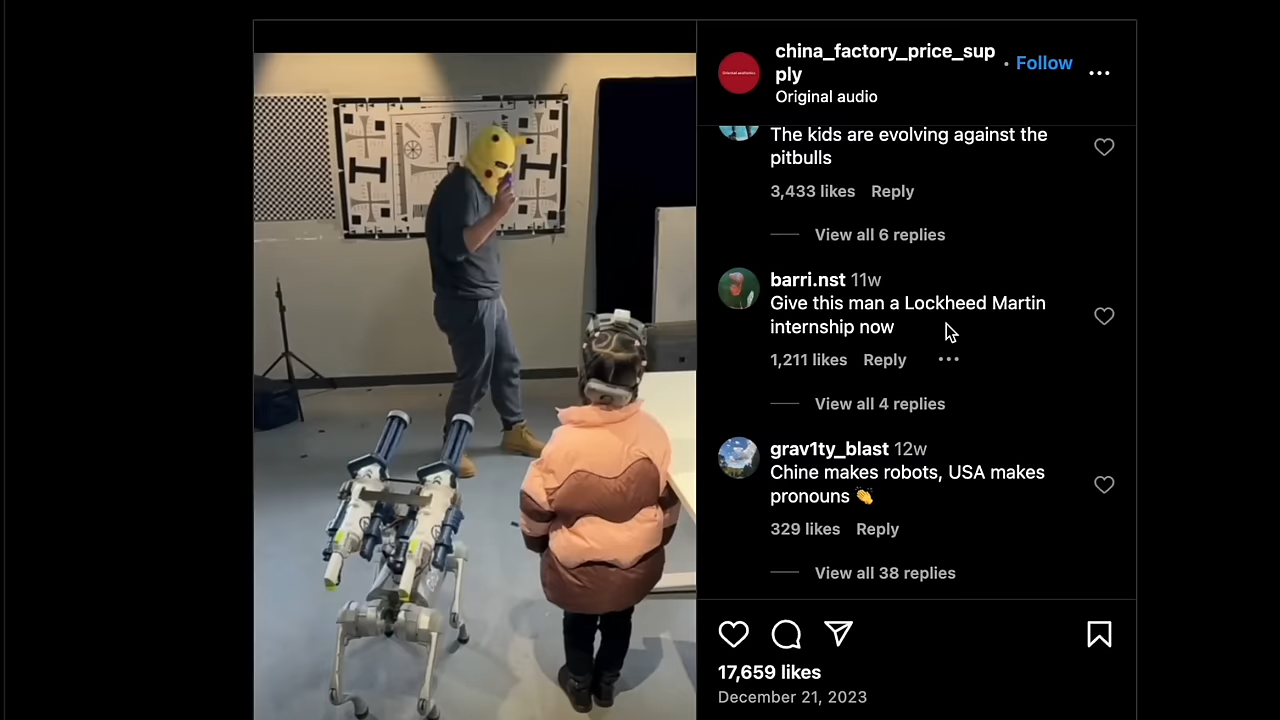 china_factory_price_sup
ply
• Follow
Original audio
The kids are evolving against the
pitbulls
3,433 likes Reply
View all 6 replies
barri.nst 11w
Give this man a Lockheed Martin
internship now
1,211 likes Reply
View all 4 replies
grav1ty_blast 12w
Chine makes robots, USA makes
pronouns 👏
329 likes Reply
View all 38 replies
17,659 likes
December 21, 2023